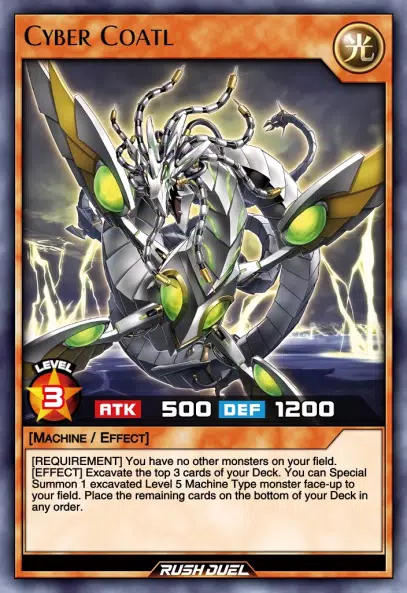 Cyber Coatl
光
LEVEL
3
ATK 500 DEF 1200
[Machine / Effect]
[REQUIREMENT] You have no other monsters on your field.
[EFFECT] Excavate the top 3 cards of your Deck. You can Special
Summon 1 excavated Level 5 Machine Type monster face-up to
your field. Place the remaining cards on the bottom of your Deck in
any order.
RUSH DUEL